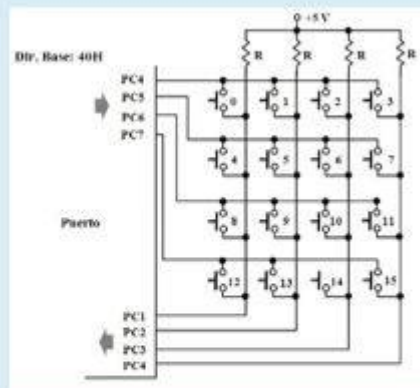 +5 V
R R R R
Dir. Base: 40H
PC4
0 1 2 3
PC5
PC6
PC7
4 5 6 7
8 9 10 11
Puerto
12 13 14 15
PC1
PC2
PC3
PC4